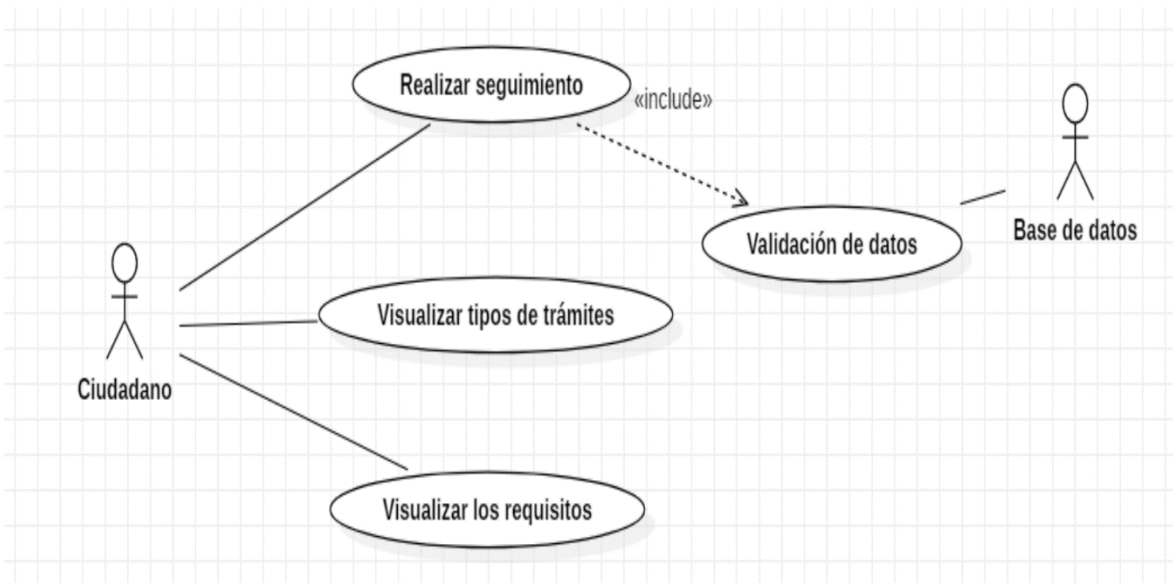 Realizar seguimiento
«include»
Validación de datos
Base de datos
Visualizar tipos de trámites
Ciudadano
Visualizar los requisitos